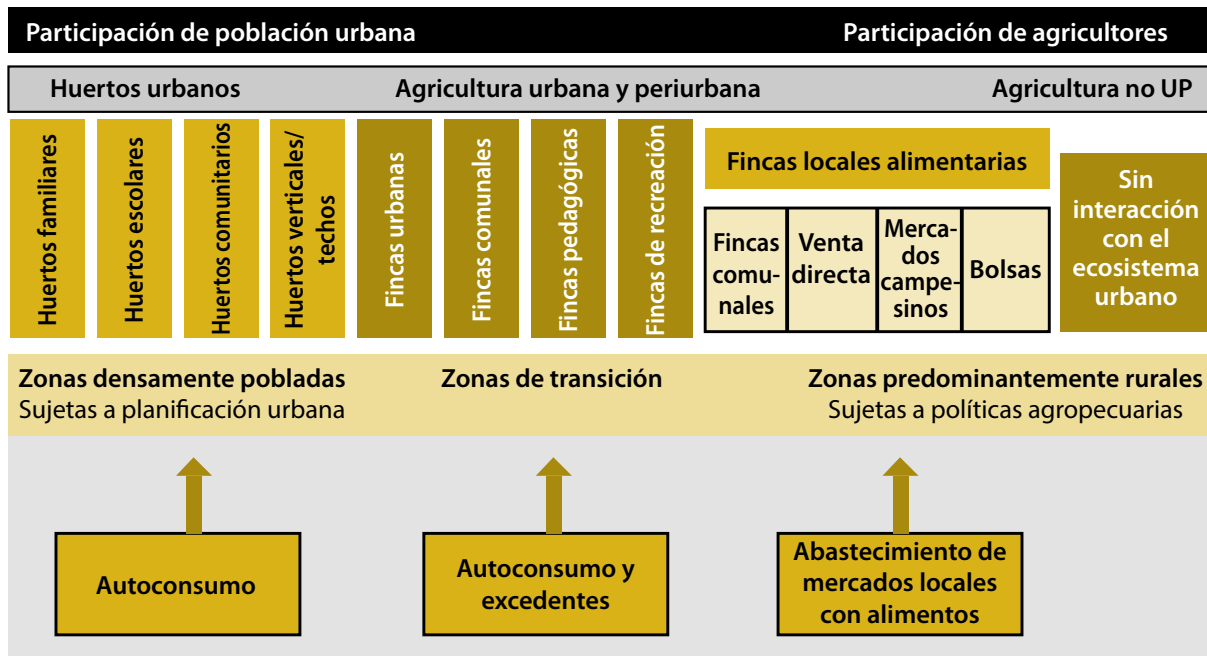 Participación de población urbana
Participación de agricultores
Huertos urbanos
Agricultura urbana y periurbana
Agricultura no UP
Huertos familiares
Huertos escolares
Huertos comunitarios
Huertos verticales/
techos
Fincas urbanas
Fincas comunales
Fincas pedagógicas
Fincas de recreación
Fincas locales alimentarias
Fincas
comu-
nales
Venta
directa
Merca-
dos
campe-
sinos
Bolsas
Sin
interacción
con el
ecosistema
urbano
Zonas densamente pobladas
Sujetas a planificación urbana
Zonas de transición
Zonas predominantemente rurales
Sujetas a políticas agropecuarias
Autoconsumo
Autoconsumo y
excedentes
Abastecimiento de
mercados locales
con alimentos